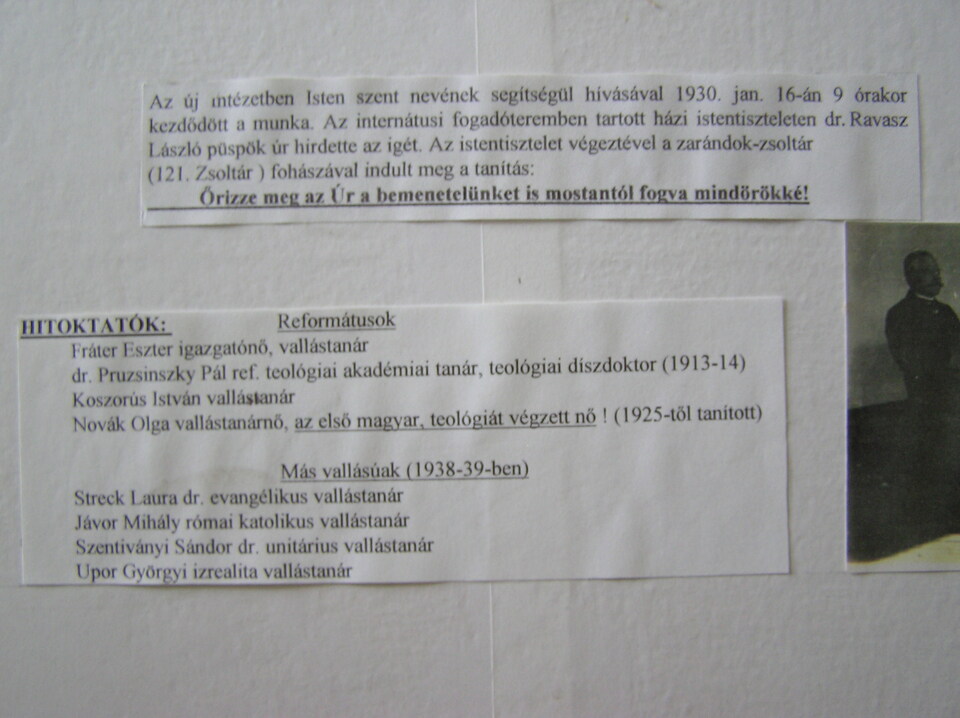 Az új intézetben Isten szent nevének segítségül hívásával 1930. jan. 16-án 9 órakor
kezdődött a munka. Az internátusi fogadóteremben tartott házi istentiszteleten dr. Ravasz
László püspök úr hirdette az igét. Az istentisztelet végeztével a zarándok-zsoltár
(121. Zsoltár ) fohászával indult meg a tanítás:
Őrizze meg az Úr a bemenetelünket is mostantól fogva mindörökké!
HITOKTATÓK: Reformátusok
Fráter Eszter igazgatónő, vallástanár
dr. Pruzsinszky Pál ref. teológiai akadémiai tanár, teológiai díszdoktor (1913-14)
Koszorús István vallástanár
Novák Olga vallástanárnő, az első magyar, teológiát végzett nő ! (1925-től tanított)
Más vallásúak (1938-39-ben)
Streck Laura dr. evangélikus vallástanár
Jávor Mihály római katolikus vallástanár
Szentiványi Sándor dr. unitárius vallástanár
Upor Györgyi izrealita vallástanár